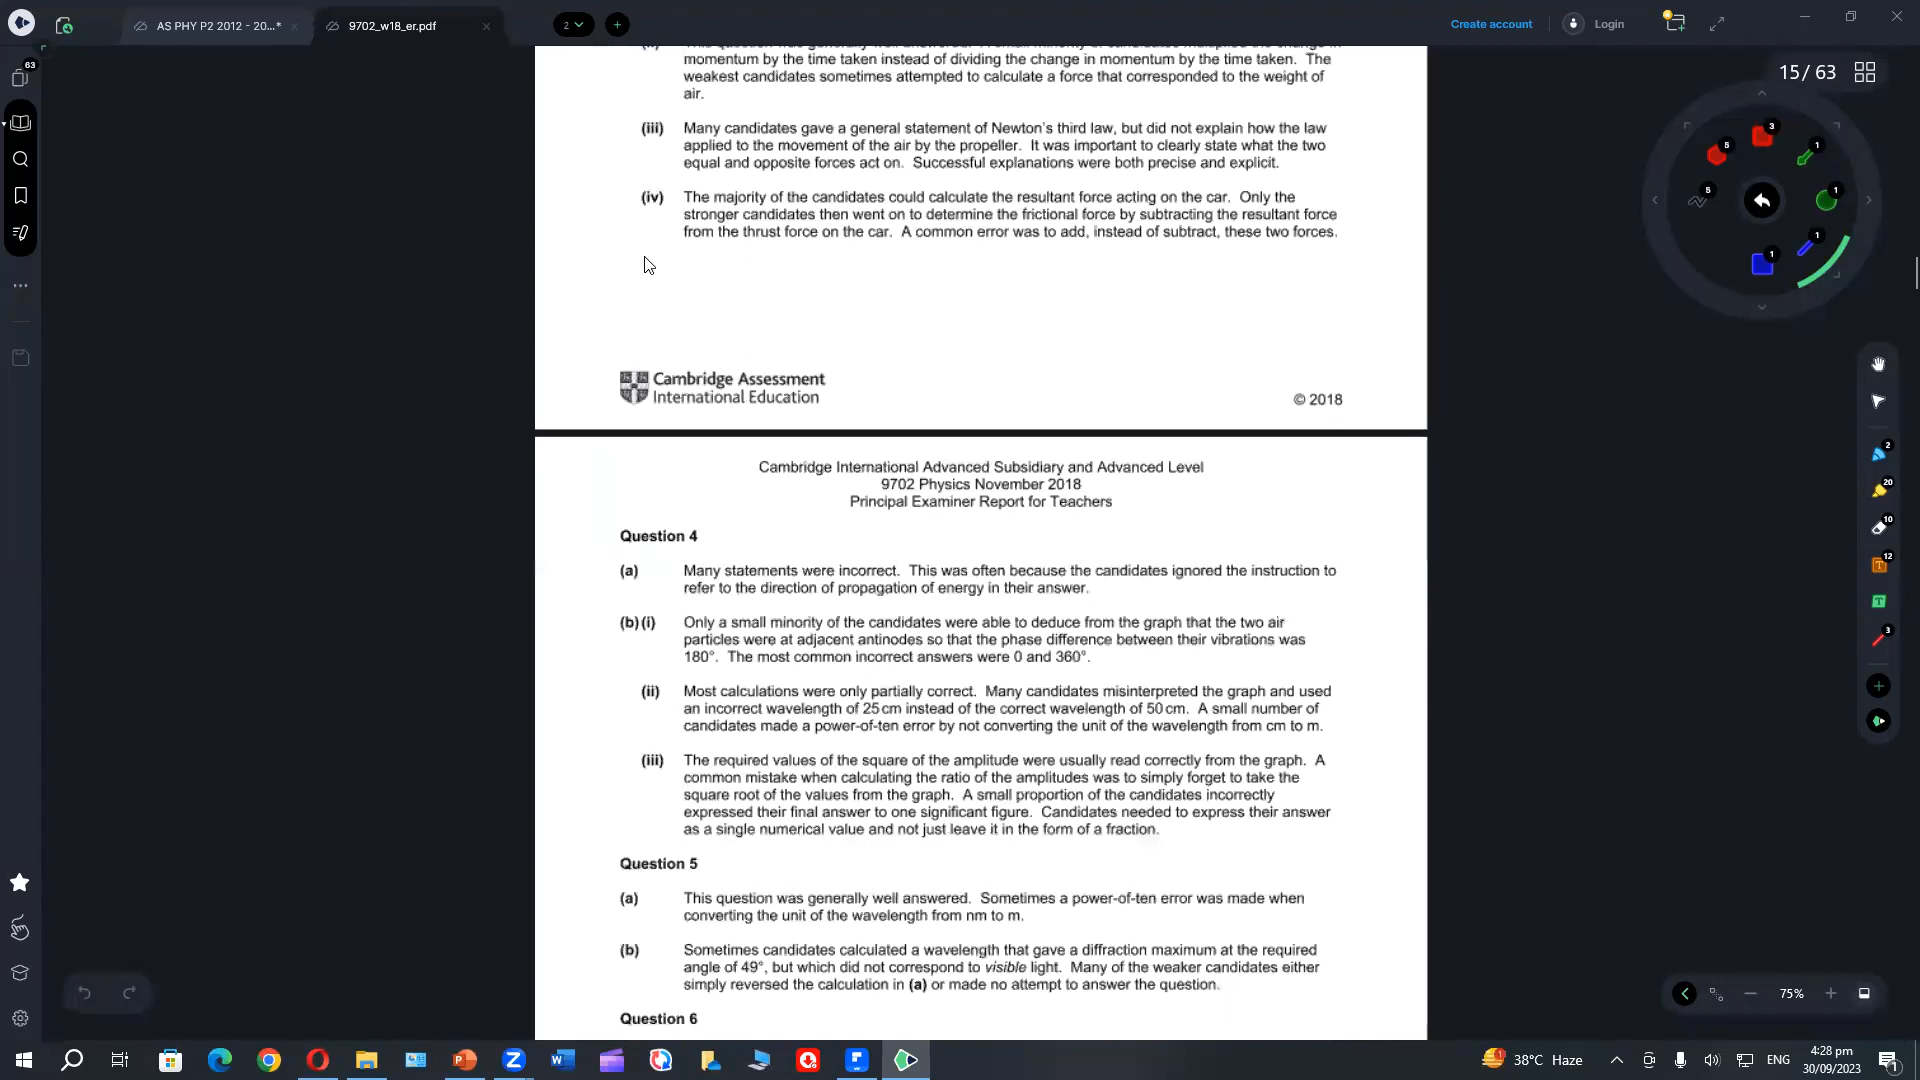 AS PHY P2 2012 - 20...*
9702_w18_er.pdf
2
Create account
Login
63
15 / 63
momentum by the time taken instead of dividing the change in momentum by the time taken. The
weakest candidates sometimes attempted to calculate a force that corresponded to the weight of
air.
(iii) Many candidates gave a general statement of Newton's third law, but did not explain how the law
applied to the movement of the air by the propeller. It was important to clearly state what the two
equal and opposite forces act on. Successful explanations were both precise and explicit.
(iv) The majority of the candidates could calculate the resultant force acting on the car. Only the
stronger candidates then went on to determine the frictional force by subtracting the resultant force
from the thrust force on the car. A common error was to add, instead of subtract, these two forces.
Cambridge Assessment
International Education
© 2018
Cambridge International Advanced Subsidiary and Advanced Level
9702 Physics November 2018
Principal Examiner Report for Teachers
Question 4
(a) Many statements were incorrect. This was often because the candidates ignored the instruction to
refer to the direction of propagation of energy in their answer.
(b)(i) Only a small minority of the candidates were able to deduce from the graph that the two air
particles were at adjacent antinodes so that the phase difference between their vibrations was
180°. The most common incorrect answers were 0 and 360°.
(ii) Most calculations were only partially correct. Many candidates misinterpreted the graph and used
an incorrect wavelength of 25 cm instead of the correct wavelength of 50 cm. A small number of
candidates made a power-of-ten error by not converting the unit of the wavelength from cm to m.
(iii) The required values of the square of the amplitude were usually read correctly from the graph. A
common mistake when calculating the ratio of the amplitudes was to simply forget to take the
square root of the values from the graph. A small proportion of the candidates incorrectly
expressed their final answer to one significant figure. Candidates needed to express their answer
as a single numerical value and not just leave it in the form of a fraction.
Question 5
(a) This question was generally well answered. Sometimes a power-of-ten error was made when
converting the unit of the wavelength from nm to m.
(b) Sometimes candidates calculated a wavelength that gave a diffraction maximum at the required
angle of 49°, but which did not correspond to visible light. Many of the weaker candidates either
simply reversed the calculation in (a) or made no attempt to answer the question.
Question 6
3
5
1
5
1
1
1
2
20
10
12
3
75%
38°C Haze
ENG
4:28 pm
30/09/2023
1